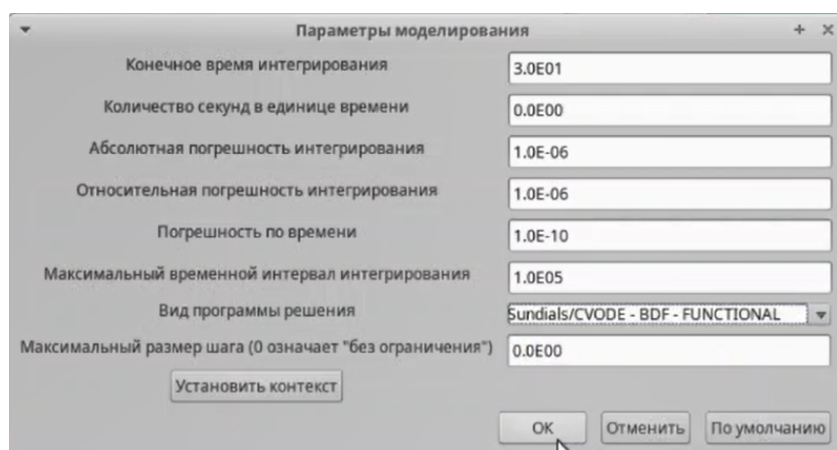 Параметры моделирования
Конечное время интегрирования 3.0E01
Количество секунд в единице времени 0.0E00
Абсолютная погрешность интегрирования 1.0E-06
Относительная погрешность интегрирования 1.0E-06
Погрешность по времени 1.0E-10
Максимальный временной интервал интегрирования 1.0E05
Вид программы решения Sundials/CVODE - BDF - FUNCTIONAL
Максимальный размер шага (0 означает "без ограничения") 0.0E00
Установить контекст
OK Отменить По умолчанию